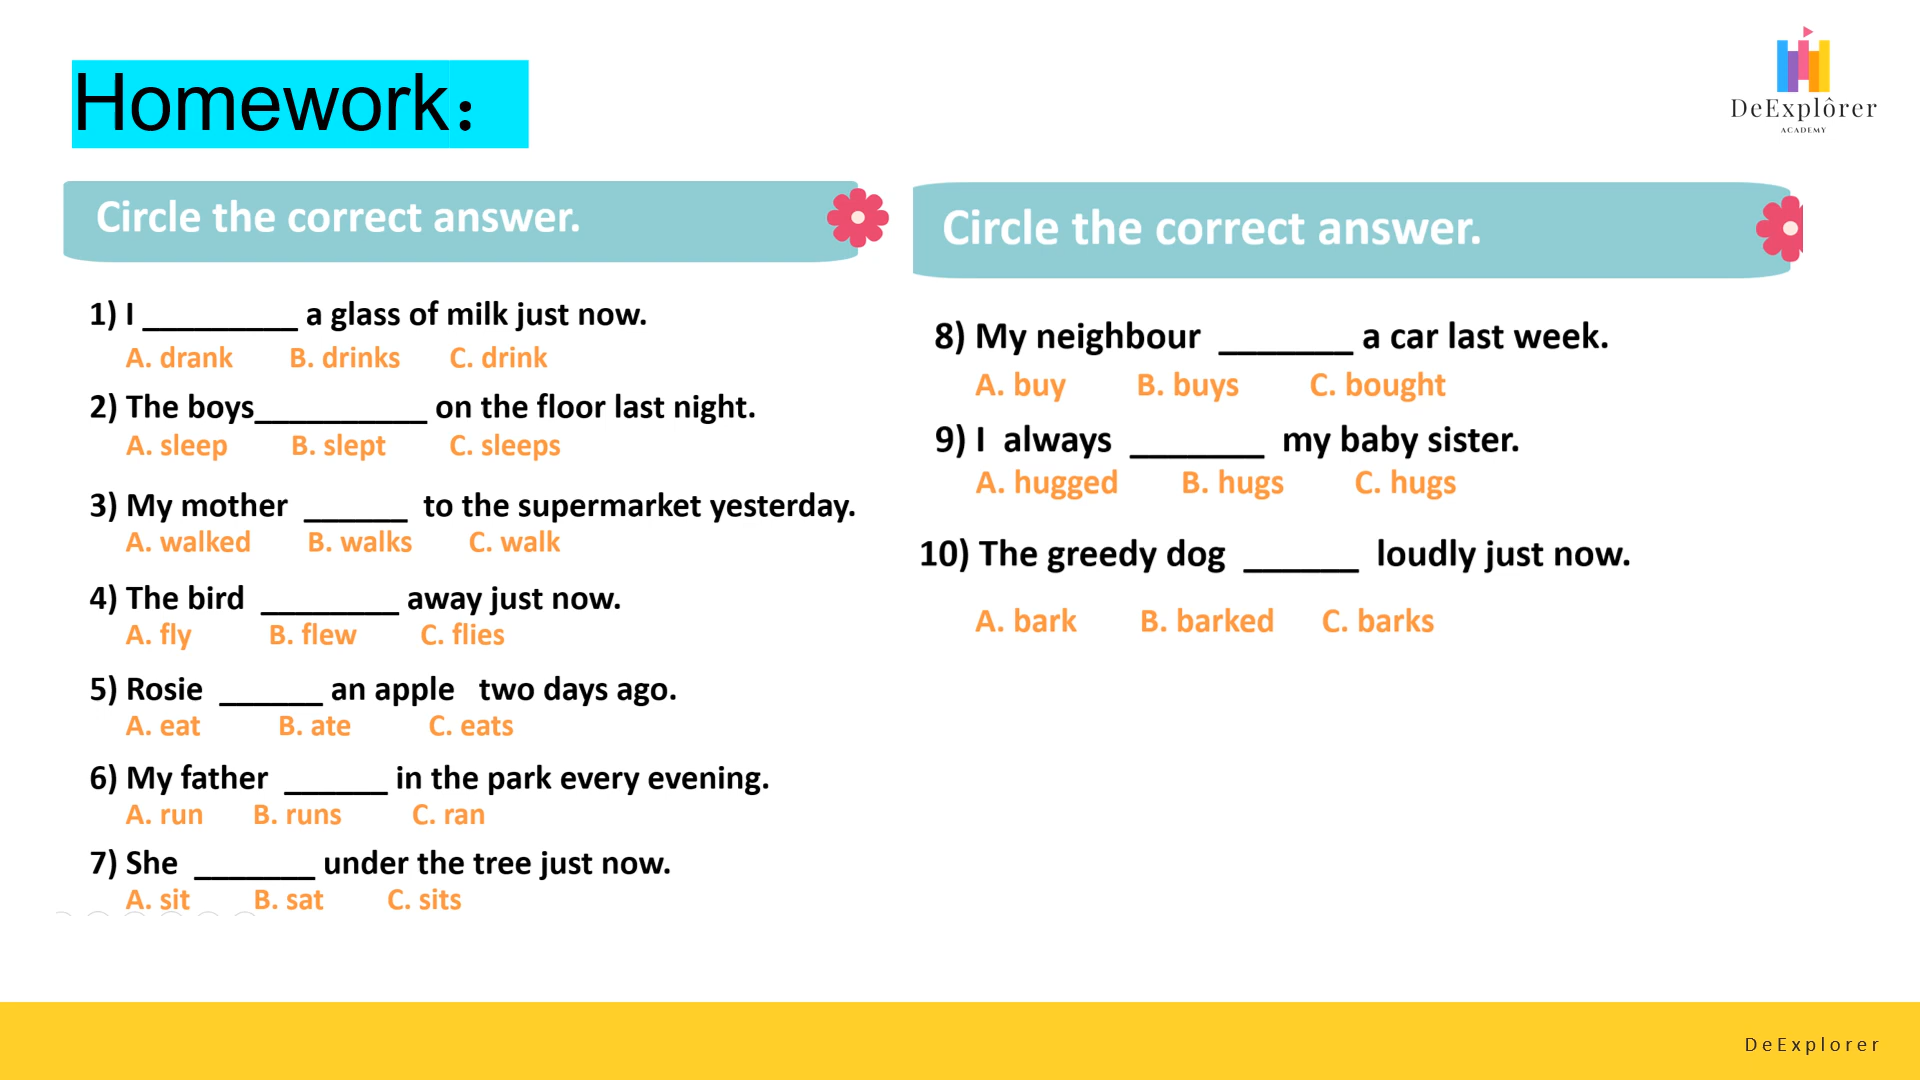 Homework：
DeExplôrer
ACADEMY
Circle the correct answer.
1) I _________ a glass of milk just now.
A. drank B. drinks C. drink
2) The boys__________ on the floor last night.
A. sleep B. slept C. sleeps
3) My mother ______ to the supermarket yesterday.
A. walked B. walks C. walk
4) The bird ________ away just now.
A. fly B. flew C. flies
5) Rosie ______ an apple two days ago.
A. eat B. ate C. eats
6) My father ______ in the park every evening.
A. run B. runs C. ran
7) She _______ under the tree just now.
A. sit B. sat C. sits
Circle the correct answer.
8) My neighbour _______ a car last week.
A. buy B. buys C. bought
9) I always _______ my baby sister.
A. hugged B. hugs C. hugs
10) The greedy dog ______ loudly just now.
A. bark B. barked C. barks
DeExplorer